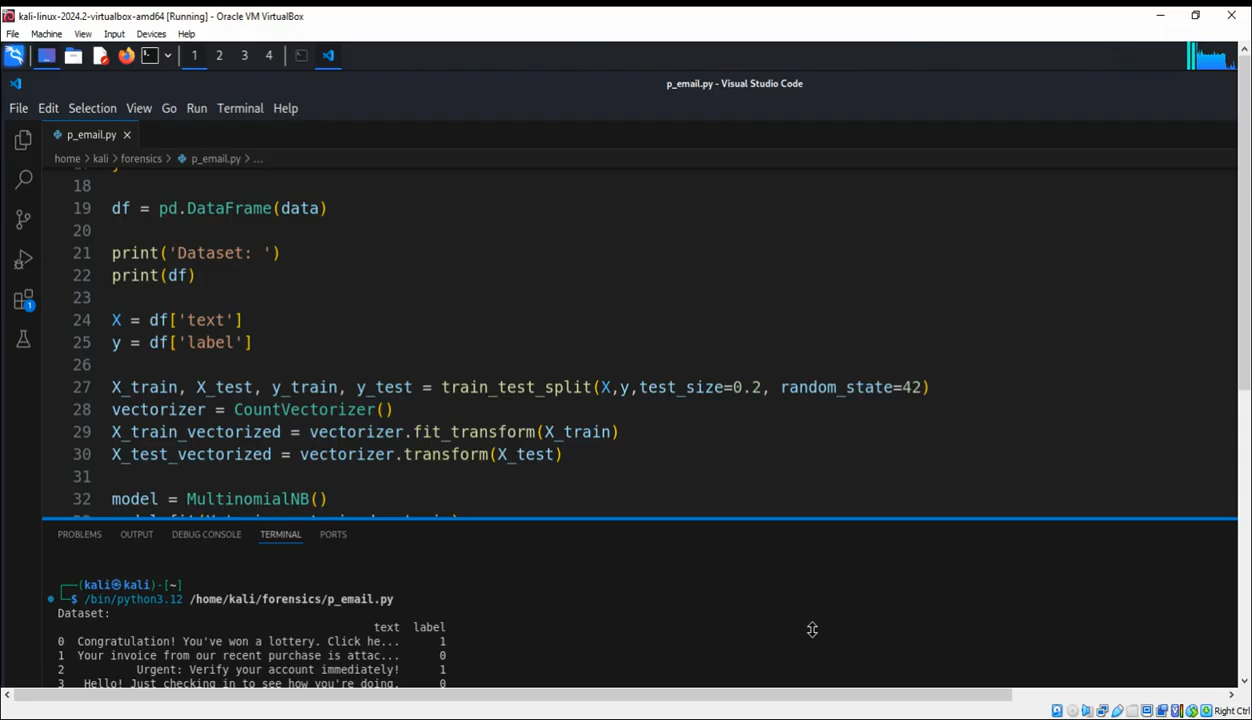 kali-linux-2024.2-virtualbox-amd64 [Running] - Oracle VM VirtualBox
File Machine View Input Devices Help
1 2 3 4
p_email.py - Visual Studio Code
File Edit Selection View Go Run Terminal Help
p_email.py
home > kali > forensics > p_email.py > ...
18
19 df = pd.DataFrame(data)
20
21 print('Dataset: ')
22 print(df)
23
24 X = df['text']
25 y = df['label']
26
27 X_train, X_test, y_train, y_test = train_test_split(X,y,test_size=0.2, random_state=42)
28 vectorizer = CountVectorizer()
29 X_train_vectorized = vectorizer.fit_transform(X_train)
30 X_test_vectorized = vectorizer.transform(X_test)
31
32 model = MultinomialNB()
PROBLEMS OUTPUT DEBUG CONSOLE TERMINAL PORTS
(kali㉿kali)-[~]
$ /bin/python3.12 /home/kali/forensics/p_email.py
Dataset:
text label
0 Congratulation! You've won a lottery. Click he... 1
1 Your invoice from our recent purchase is attac... 0
2 Urgent: Verify your account immediately! 1
3 Hello! Just checking in to see how you're doing. 0
1
Right Ctrl